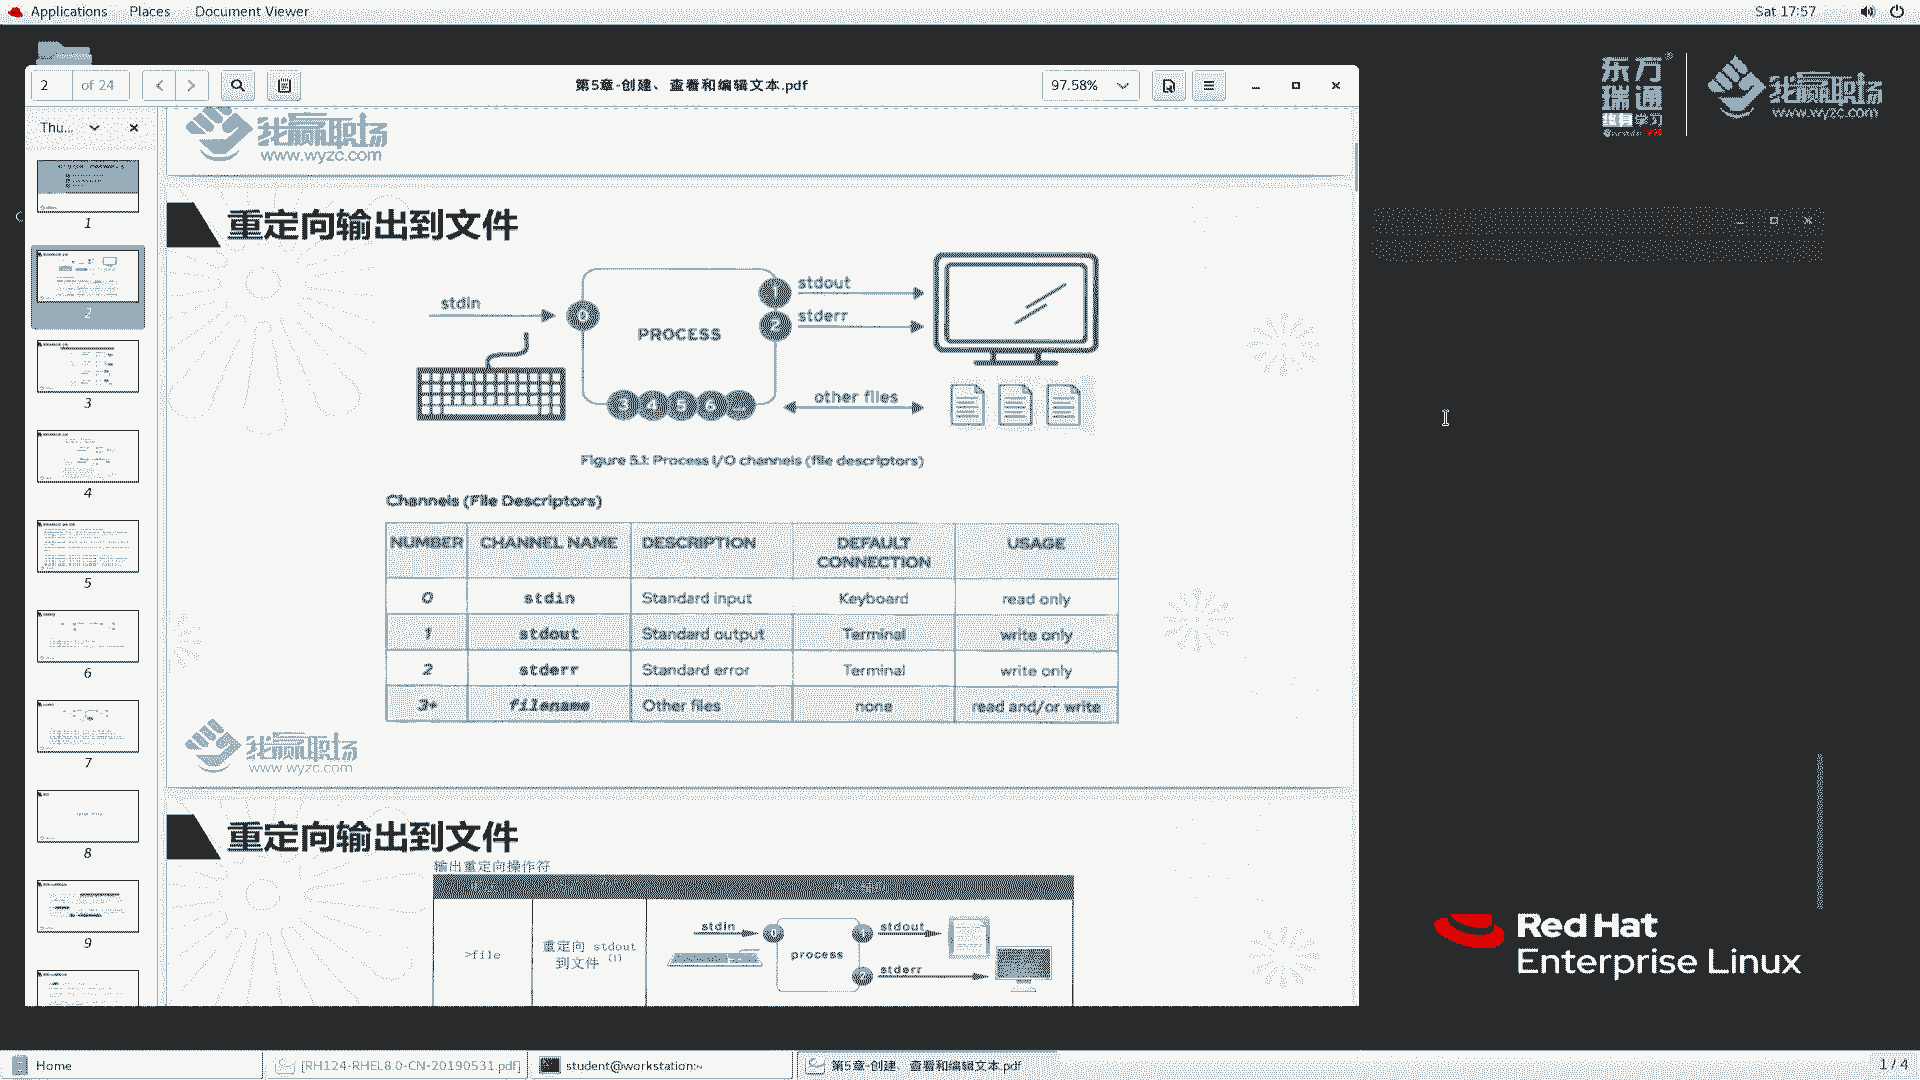 Applications Places Document Viewer Sat 17:57
2 of 24 第5章-创建、查看和编辑文本.pdf 97.58%
东方
瑞通
终身学习
我赢职场
www.wyzc.com
Thu...
1
2
3
4
5
6
7
8
9
我赢职场
www.wyzc.com
重定向输出到文件
stdin
0
PROCESS
1
stdout
2
stderr
3 4 5 6
other files
Figure 5.1: Process I/O channels (file descriptors)
Channels (File Descriptors)
NUMBER CHANNEL NAME DESCRIPTION DEFAULT CONNECTION USAGE
0 stdin Standard input Keyboard read only
1 stdout Standard output Terminal write only
2 stderr Standard error Terminal write only
3+ filename Other files none read and/or write
我赢职场
www.wyzc.com
重定向输出到文件
输出重定向操作符
>file
重定向 stdout
到文件 (1)
stdin
process
stdout
stderr
Red Hat
Enterprise Linux
Home
[RH124-RHEL8.0-CN-20190531.pdf]
student@workstation:~
第5章-创建、查看和编辑文本.pdf
1 / 4